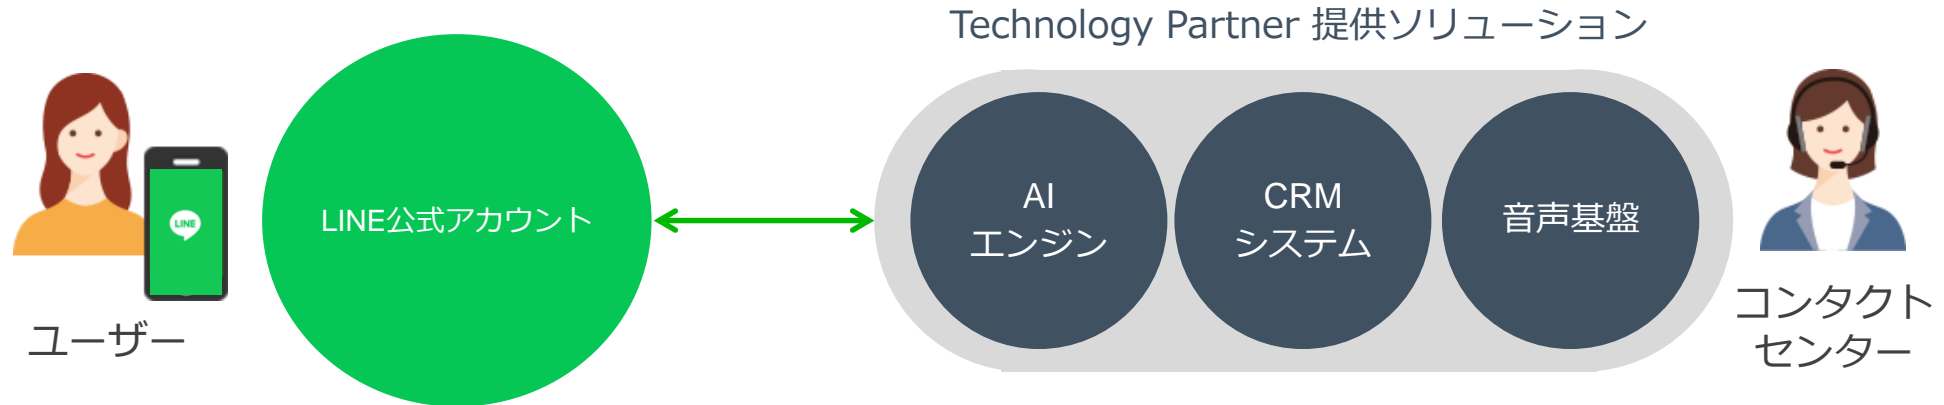 Technology Partner 提供ソリューション
LINE
ユーザー
LINE公式アカウント
AI
エンジン
CRM
システム
音声基盤
コンタクト
センター